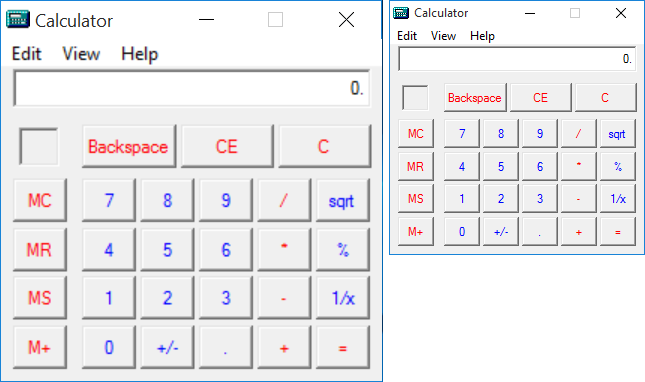 Calculator
Edit View Help
0.
Backspace CE C
MC 7 8 9 / sqrt
MR 4 5 6 * %
MS 1 2 3 - 1/x
M+ 0 +/- . + =
Calculator
Edit View Help
0.
Backspace CE C
MC 7 8 9 / sqrt
MR 4 5 6 * %
MS 1 2 3 - 1/x
M+ 0 +/- . + =